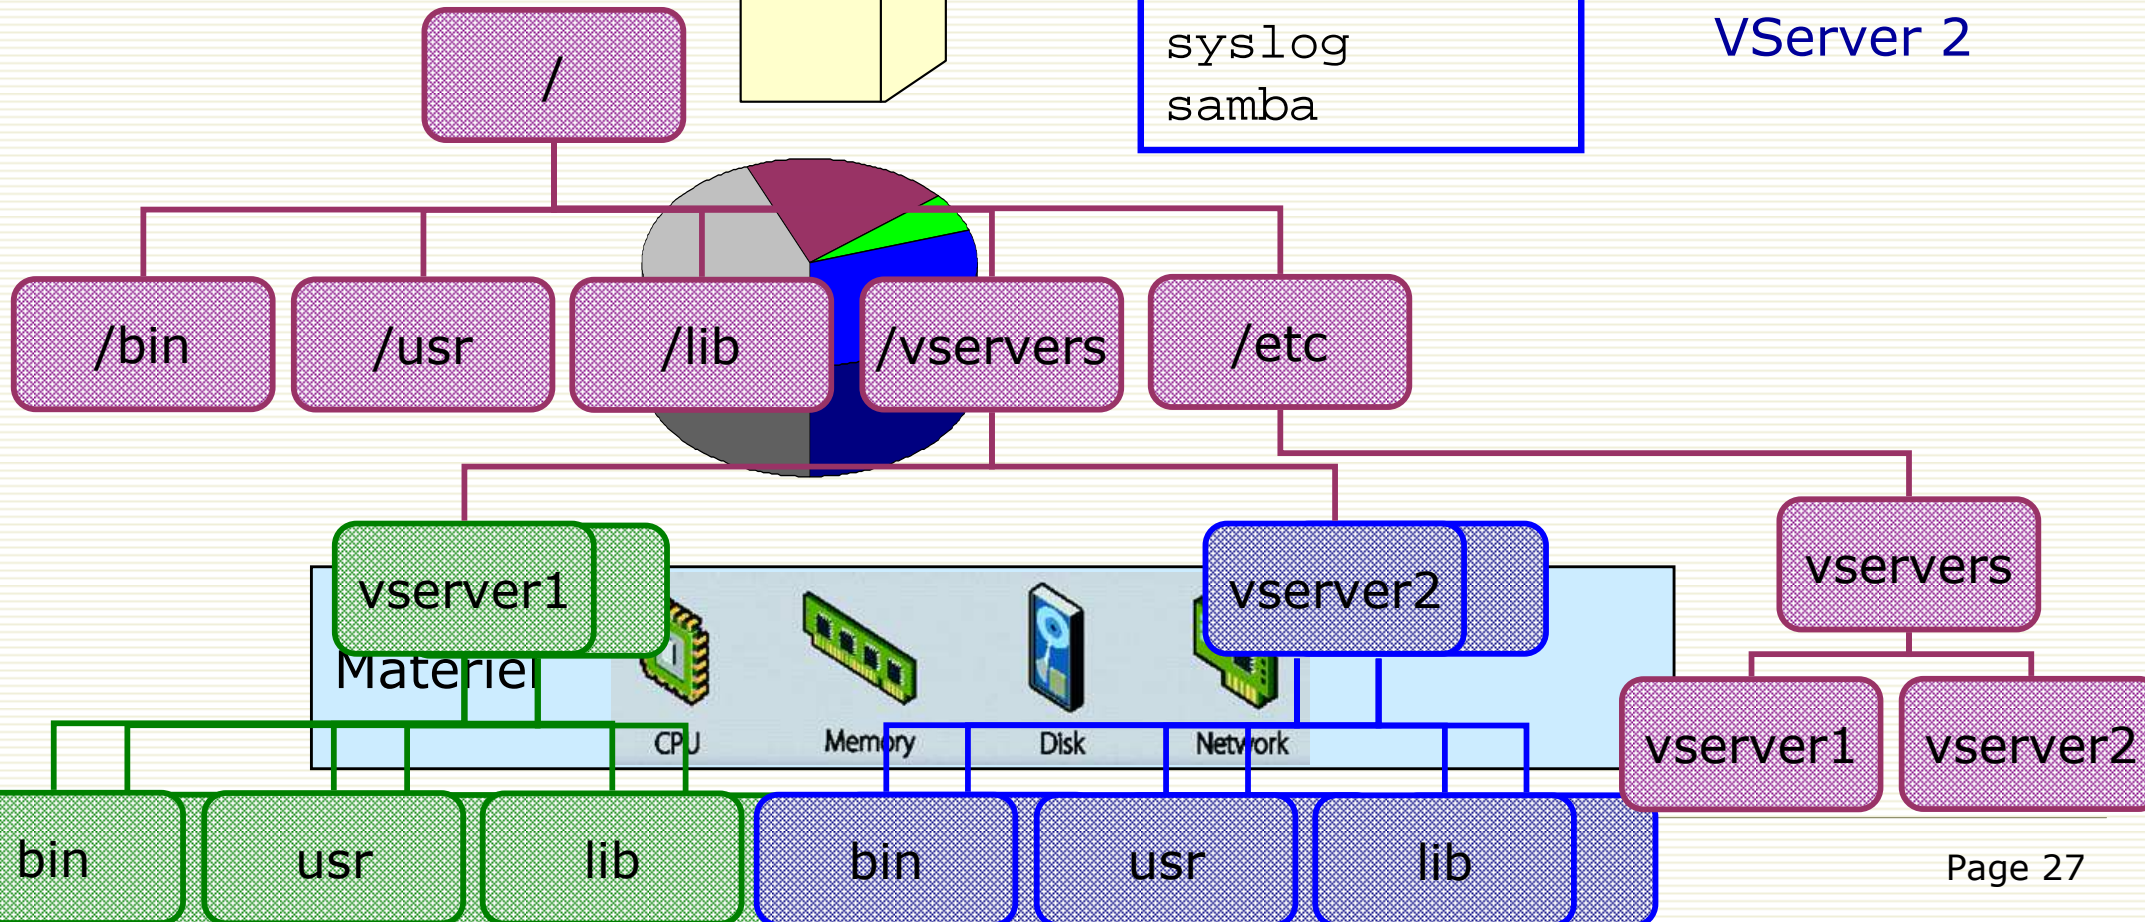 /
syslog
samba
VServer 2
/bin
/usr
/lib
/vservers
/etc
vserver1
vserver2
vservers
Materiel
CPU
Memory
Disk
Network
vserver1
vserver2
bin
usr
lib
bin
usr
lib
Page 27